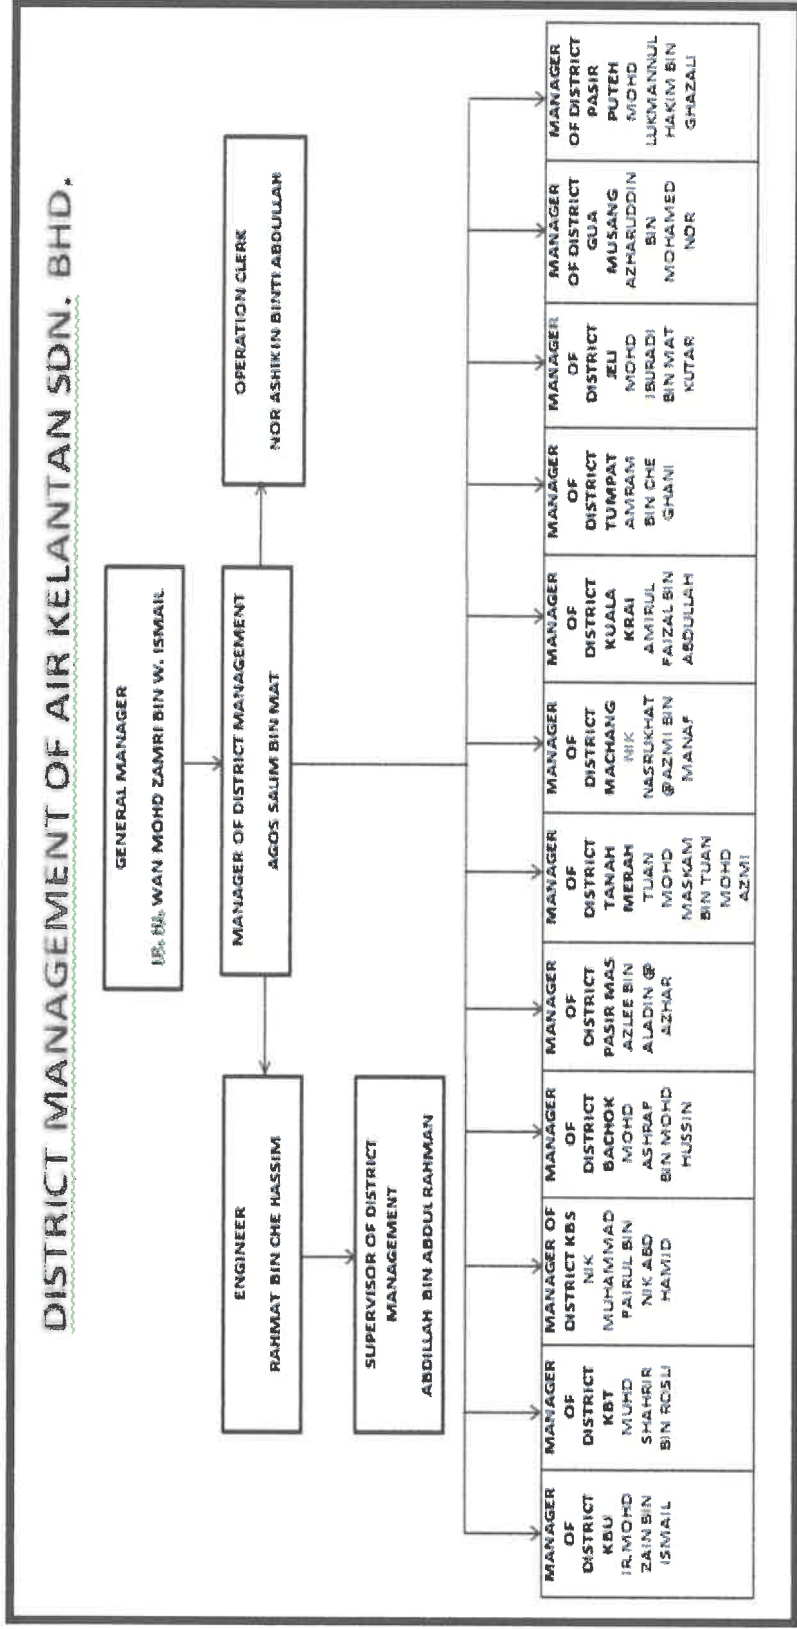 DISTRICT MANAGEMENT OF AIR KELANTAN SDN. BHD.
GENERAL MANAGER
IR. HJ. WAN MOHD ZAMRI BIN W. ISMAIL
MANAGER OF DISTRICT MANAGEMENT
AGOS SALIM BIN MAT
ENGINEER
RAHMAT BIN CHE HASSIM
OPERATION CLERK
NOR ASHIKIN BINTI ABDULLAH
SUPERVISOR OF DISTRICT
MANAGEMENT
ABDILLAH BIN ABDUL RAHMAN
MANAGER
OF
DISTRICT
KBU
IR.MOHD
ZAIN BIN
ISMAIL
MANAGER
OF
DISTRICT
KBT
MUHD
SHAHRIR
BIN ROSLI
MANAGER OF
DISTRICT KBS
NIK
MUHAMMAD
FAIRUL BIN
NIK ABD
HAMID
MANAGER
OF
DISTRICT
BACHOK
MOHD
ASHRAF
BIN MOHD
HUSSIN
MANAGER
OF
DISTRICT
PASIR MAS
AZLEE BIN
ALADIN @
AZHAR
MANAGER
OF
DISTRICT
TANAH
MERAH
TUAN
MOHD
MASKAM
BIN TUAN
MOHD
AZMI
MANAGER
OF
DISTRICT
MACHANG
NIK
NASRUKHAT
@AZMI BIN
MANAF
MANAGER
OF
DISTRICT
KUALA
KRAI
AMIRUL
FAIZAL BIN
ABDULLAH
MANAGER
OF
DISTRICT
TUMPAT
AMRAM
BIN CHE
GHANI
MANAGER
OF
DISTRICT
JELI
MOHD
IBURADI
BIN MAT
KUTAR
MANAGER
OF DISTRICT
GUA
MUSANG
AZHARUDDIN
BIN
MOHAMED
NOR
MANAGER
OF DISTRICT
PASIR
PUTEH
MOHD
LUKMANNUL
HAKIM BIN
GHAZALI